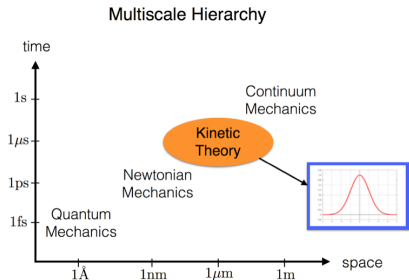 Multiscale Hierarchy
time
1s
1μs
1ps
1fs
Continuum
Mechanics
Kinetic
Theory
Newtonian
Mechanics
Quantum
Mechanics
1Å
1nm
1μm
1m
space